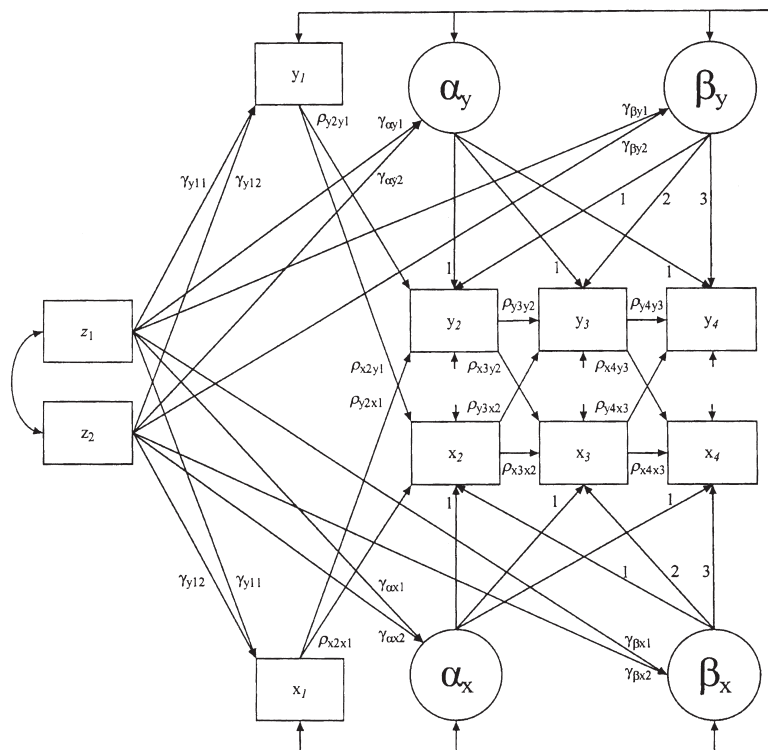 y1 αy βy
ρy2y1 γαy1 γβy1
γβy2
γy11 γy12 γαy2
1 2 3
1 1 1
z1 y2 ρy3y2 y3 ρy4y3 y4
ρx2y1 ρx3y2 ρx4y3
ρy2x1 ρy3x2 ρy4x3
z2 x2 ρx3x2 x3 ρx4x3 x4
1 1 1
1 2 3
γy12 γy11 γαx1
ρx2x1 γαx2 γβx1
γβx2
x1 αx βx